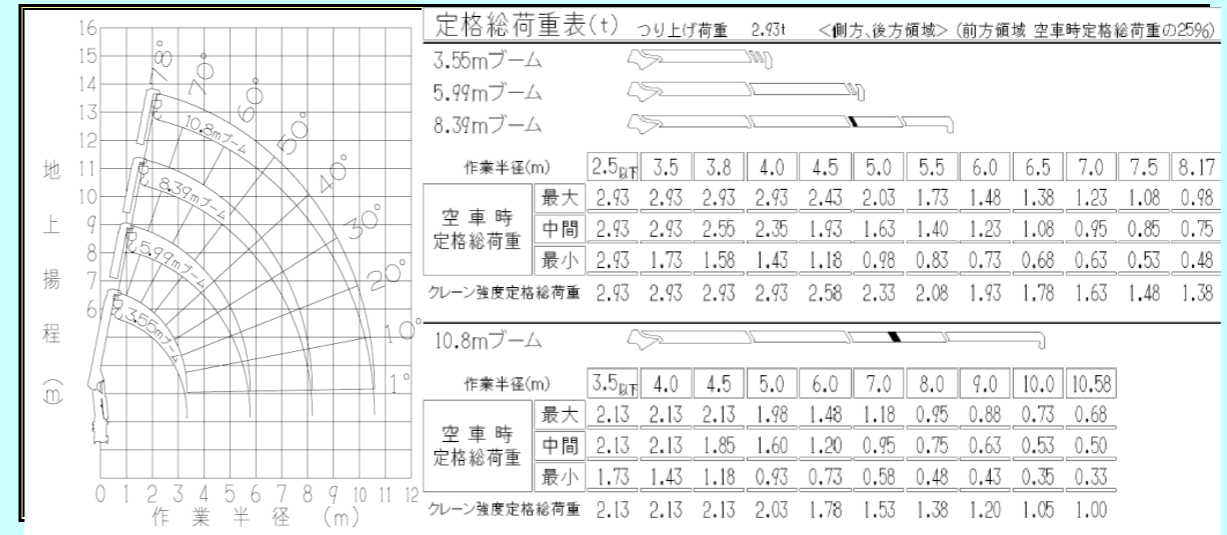 定格総荷重表(t) つり上げ荷重 2.93t <側方、後方領域> (前方領域 空車時定格総荷重の25%)
3.55mブーム
5.99mブーム
8.39mブーム
作業半径(m) 2.5以下 3.5 3.8 4.0 4.5 5.0 5.5 6.0 6.5 7.0 7.5 8.17
空車時定格総荷重
最大 2.93 2.93 2.93 2.93 2.43 2.03 1.73 1.48 1.38 1.23 1.08 0.98
中間 2.93 2.93 2.55 2.35 1.93 1.63 1.40 1.23 1.08 0.95 0.85 0.75
最小 2.93 1.73 1.58 1.43 1.18 0.98 0.83 0.73 0.68 0.63 0.53 0.48
クレーン強度定格総荷重 2.93 2.93 2.93 2.93 2.58 2.33 2.08 1.93 1.78 1.63 1.48 1.38
10.8mブーム
作業半径(m) 3.5以下 4.0 4.5 5.0 6.0 7.0 8.0 9.0 10.0 10.58
空車時定格総荷重
最大 2.13 2.13 2.13 1.98 1.48 1.18 0.95 0.88 0.73 0.68
中間 2.13 2.13 1.85 1.60 1.20 0.95 0.75 0.63 0.53 0.50
最小 1.73 1.43 1.18 0.93 0.73 0.58 0.48 0.43 0.35 0.33
クレーン強度定格総荷重 2.13 2.13 2.13 2.03 1.78 1.53 1.38 1.20 1.05 1.00
地上揚程(m)
16
15
14
13
12
11
10
9
8
7
6
78°
70°
60°
50°
40°
30°
20°
10°
1°
10.8mブーム
8.39mブーム
5.99mブーム
3.55mブーム
0 1 2 3 4 5 6 7 8 9 10 11 12
作業半径(m)